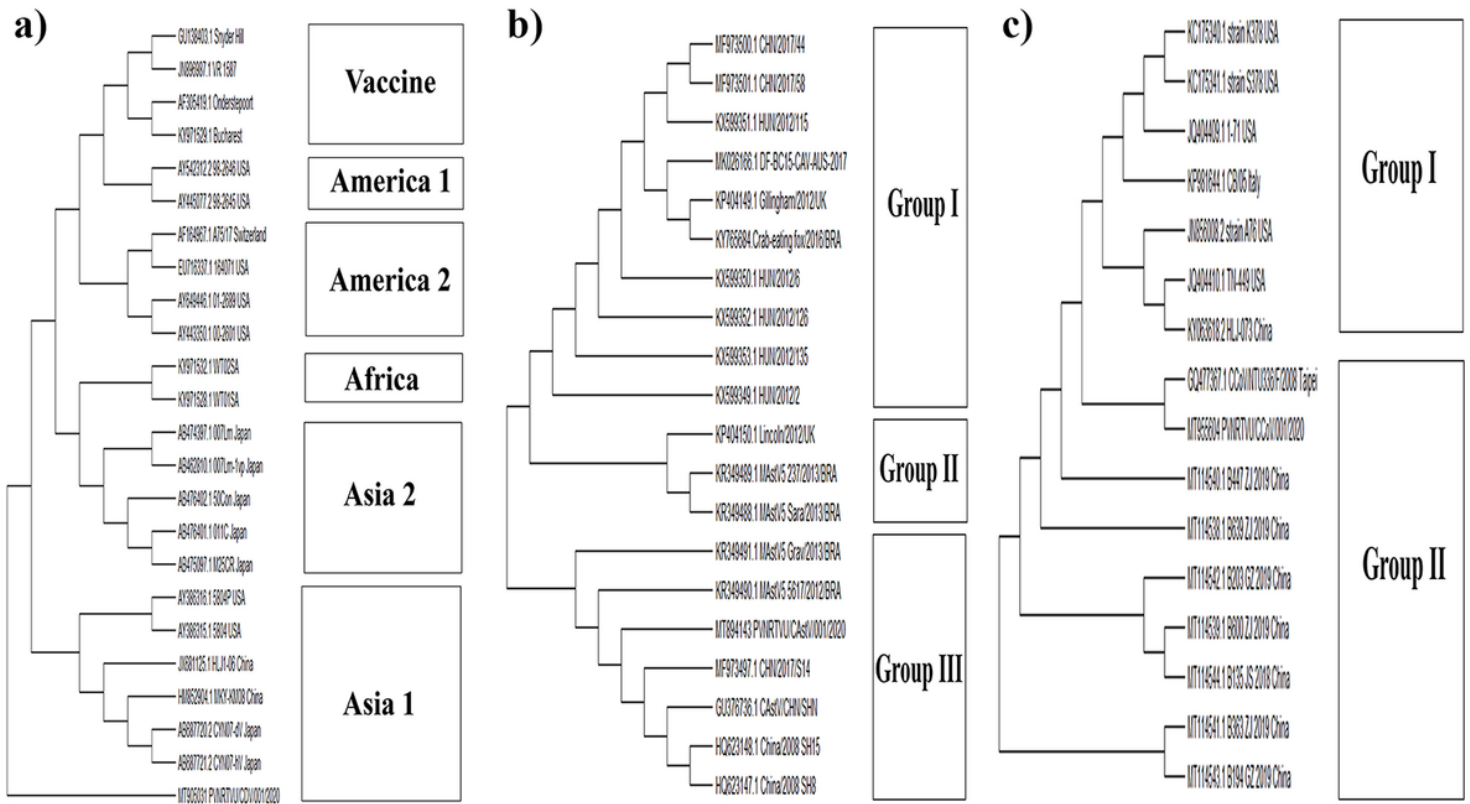 a)
GU138403.1 Snyder Hill
JN896987.1 VR 1587
AF305419.1 Onderstepoort
KY971529.1 Bucharest
AY542312.2 98-2646 USA
AY445077.2 98-2645 USA
AF164967.1 A75/17 Switzerland
EU716337.1 164071 USA
AY649446.1 01-2689 USA
AY443350.1 00-2601 USA
KY971532.1 WT02SA
KY971528.1 WT01SA
AB474397.1 007Lm Japan
AB462810.1 007Lm-1vp Japan
AB476402.1 50Con Japan
AB476401.1 011C Japan
AB475097.1 M25CR Japan
AY386316.1 5804P USA
AY386315.1 5804 USA
JN881125.1 HLJ1-06 China
HM852904.1 MKY-KM08 China
AB687720.2 CYN07-dV Japan
AB687721.2 CYN07-hV Japan
MT905031 PVNRTVU/CDV/001/2020
Vaccine
America 1
America 2
Africa
Asia 2
Asia 1
b)
MF973500.1 CHN/2017/44
MF973501.1 CHN/2017/58
KX599351.1 HUN/2012/115
MK026166.1 DF-BC15-CAV-AUS-2017
KP404149.1 Gillingham/2012/UK
KY765684.Crab-eating fox/2016/BRA
KX599350.1 HUN/2012/6
KX599352.1 HUN/2012/126
KX599353.1 HUN/2012/135
KX599349.1 HUN/2012/2
KP404150.1 Lincoln/2012/UK
KR349489.1 MAstV5 237/2013/BRA
KR349488.1 MAstV5 Sara/2013/BRA
KR349491.1 MAstV5 Grav/2013/BRA
KR349490.1 MAstV5 5617/2012/BRA
MT894143 PVNRTVU/CAstV/001/2020
MF973497.1 CHN/2017/S14
GU376736.1 CAstV/CHN/SHN
HQ623148.1 China/2008 SH15
HQ623147.1 China/2008 SH8
Group I
Group II
Group III
c)
KC175340.1 strain K378 USA
KC175341.1 strain S378 USA
JQ404409.1 1-71 USA
KP981644.1 CB/05 Italy
JN856008.2 strain A76 USA
JQ404410.1 TN-449 USA
KY063618.2 HLJ-073 China
GQ477367.1 CCoV/NTU336/F/2008 Taipei
MT955604 PVNRTVU/CCoV/001/2020
MT114540.1 B447 ZJ 2019 China
MT114538.1 B639 ZJ 2019 China
MT114542.1 B203 GZ 2019 China
MT114539.1 B600 ZJ 2019 China
MT114544.1 B135 JS 2018 China
MT114541.1 B363 ZJ 2019 China
MT114543.1 B194 GZ 2019 China
Group I
Group II